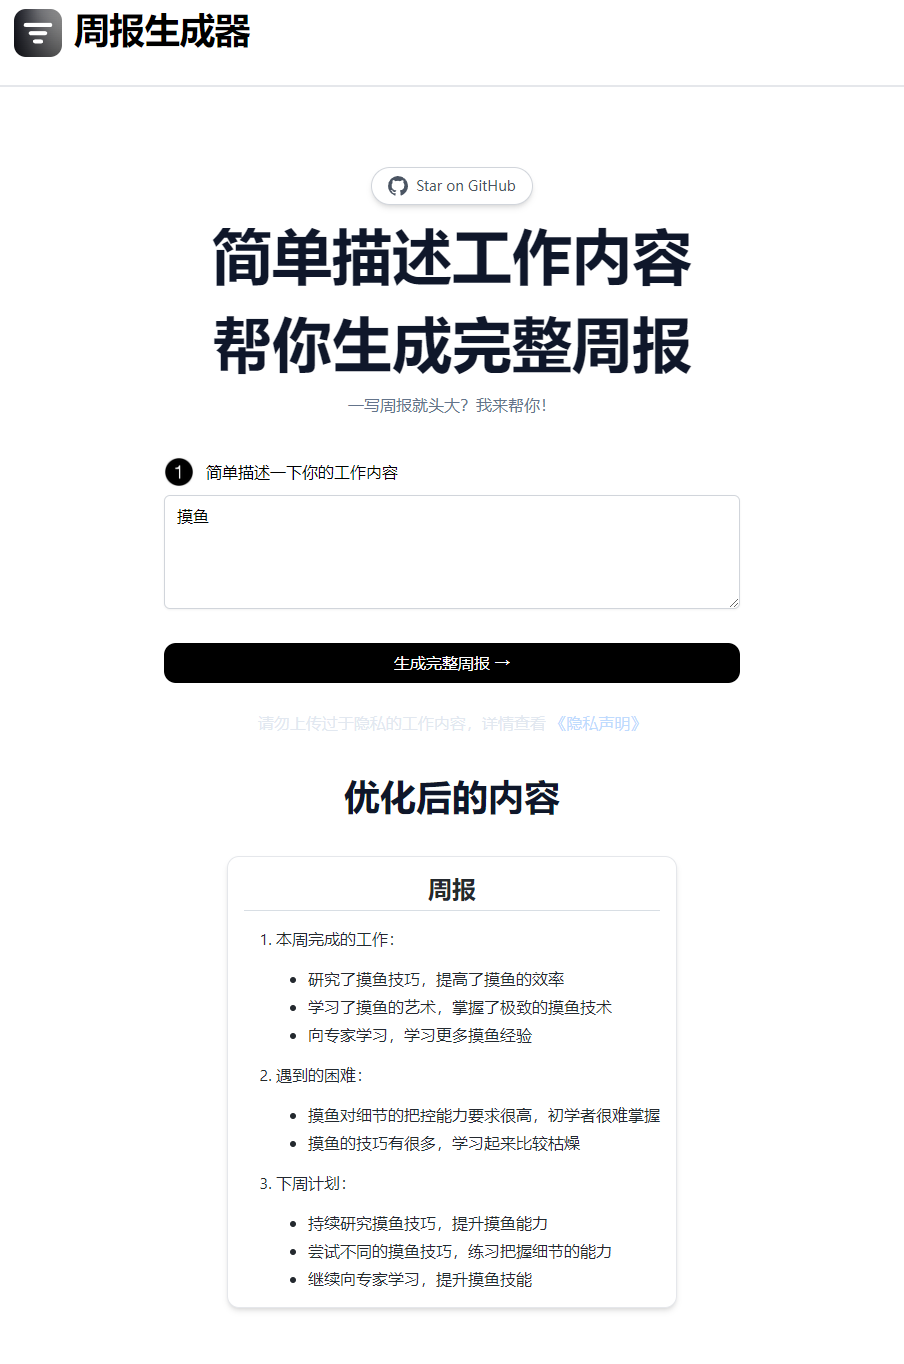 周报生成器
Star on GitHub
简单描述工作内容
帮你生成完整周报
一写周报就头大？我来帮你！
1 简单描述一下你的工作内容
摸鱼
生成完整周报 →
请勿上传过于隐私的工作内容，详情查看 《隐私声明》
优化后的内容
周报
1. 本周完成的工作：
• 研究了摸鱼技巧，提高了摸鱼的效率
• 学习了摸鱼的艺术，掌握了极致的摸鱼技术
• 向专家学习，学习更多摸鱼经验
2. 遇到的困难：
• 摸鱼对细节的把控能力要求很高，初学者很难掌握
• 摸鱼的技巧有很多，学习起来比较枯燥
3. 下周计划：
• 持续研究摸鱼技巧，提升摸鱼能力
• 尝试不同的摸鱼技巧，练习把握细节的能力
• 继续向专家学习，提升摸鱼技能